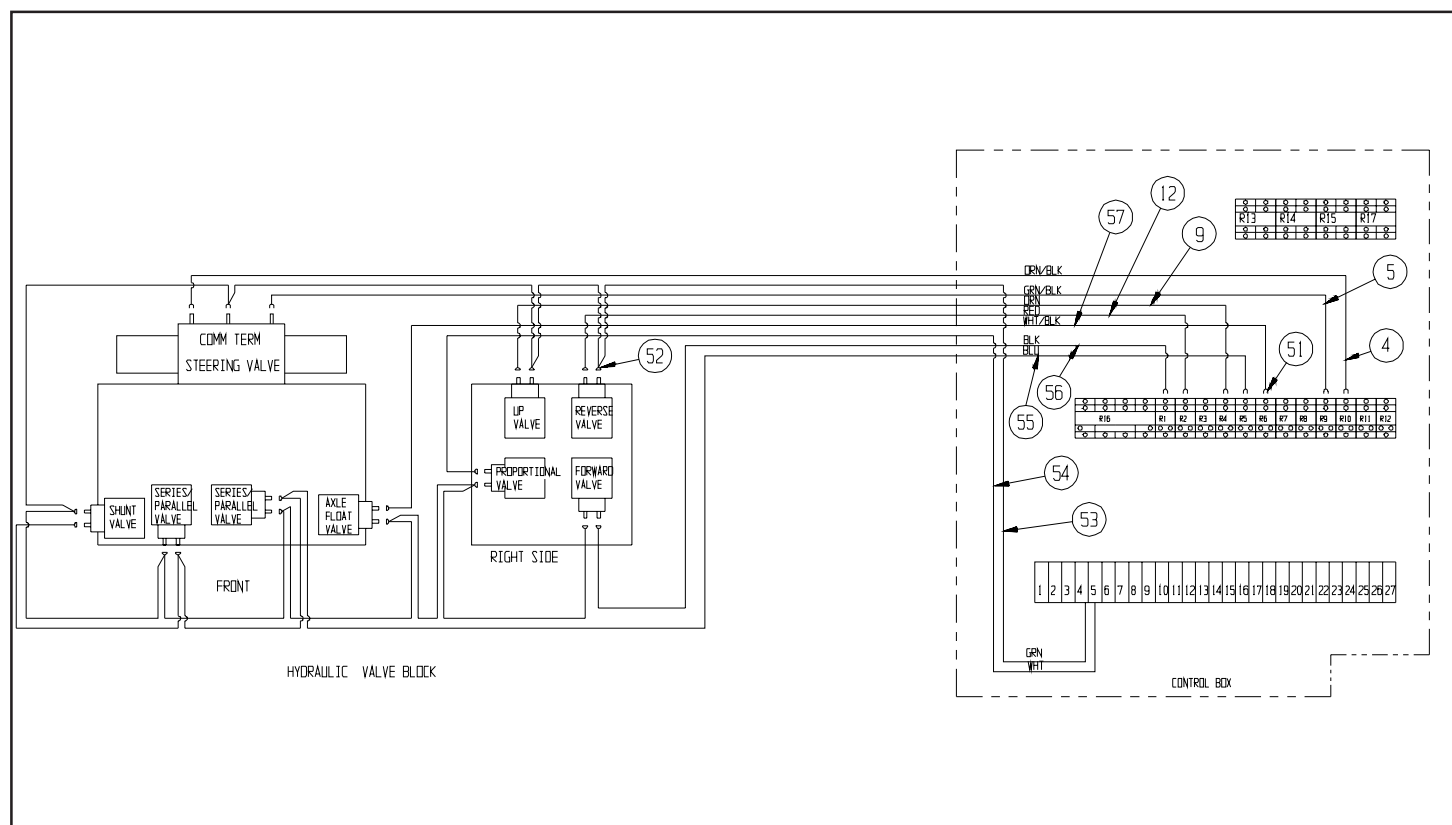 12
57
9
R13 R14 R15 R17
5
ORN/BLK
GRN/BLK
ORN
RED
WHT/BLK
BLK
BLU
COMM TERM
STEERING VALVE
52
51
4
56
55
UP
VALVE
REVERSE
VALVE
R16 R1 R2 R3 R4 R5 R6 R7 R8 R9 R10 R11 R12
PROPORTIONAL
VALVE
FORWARD
VALVE
54
53
SHUNT
VALVE
SERIES/
PARALLEL
VALVE
SERIES/
PARALLEL
VALVE
AXLE
FLOAT
VALVE
RIGHT SIDE
FRONT
1 2 3 4 5 6 7 8 9 10 11 12 13 14 15 16 17 18 19 20 21 22 23 24 25 26 27
GRN
WHT
HYDRAULIC VALVE BLOCK
CONTROL BOX